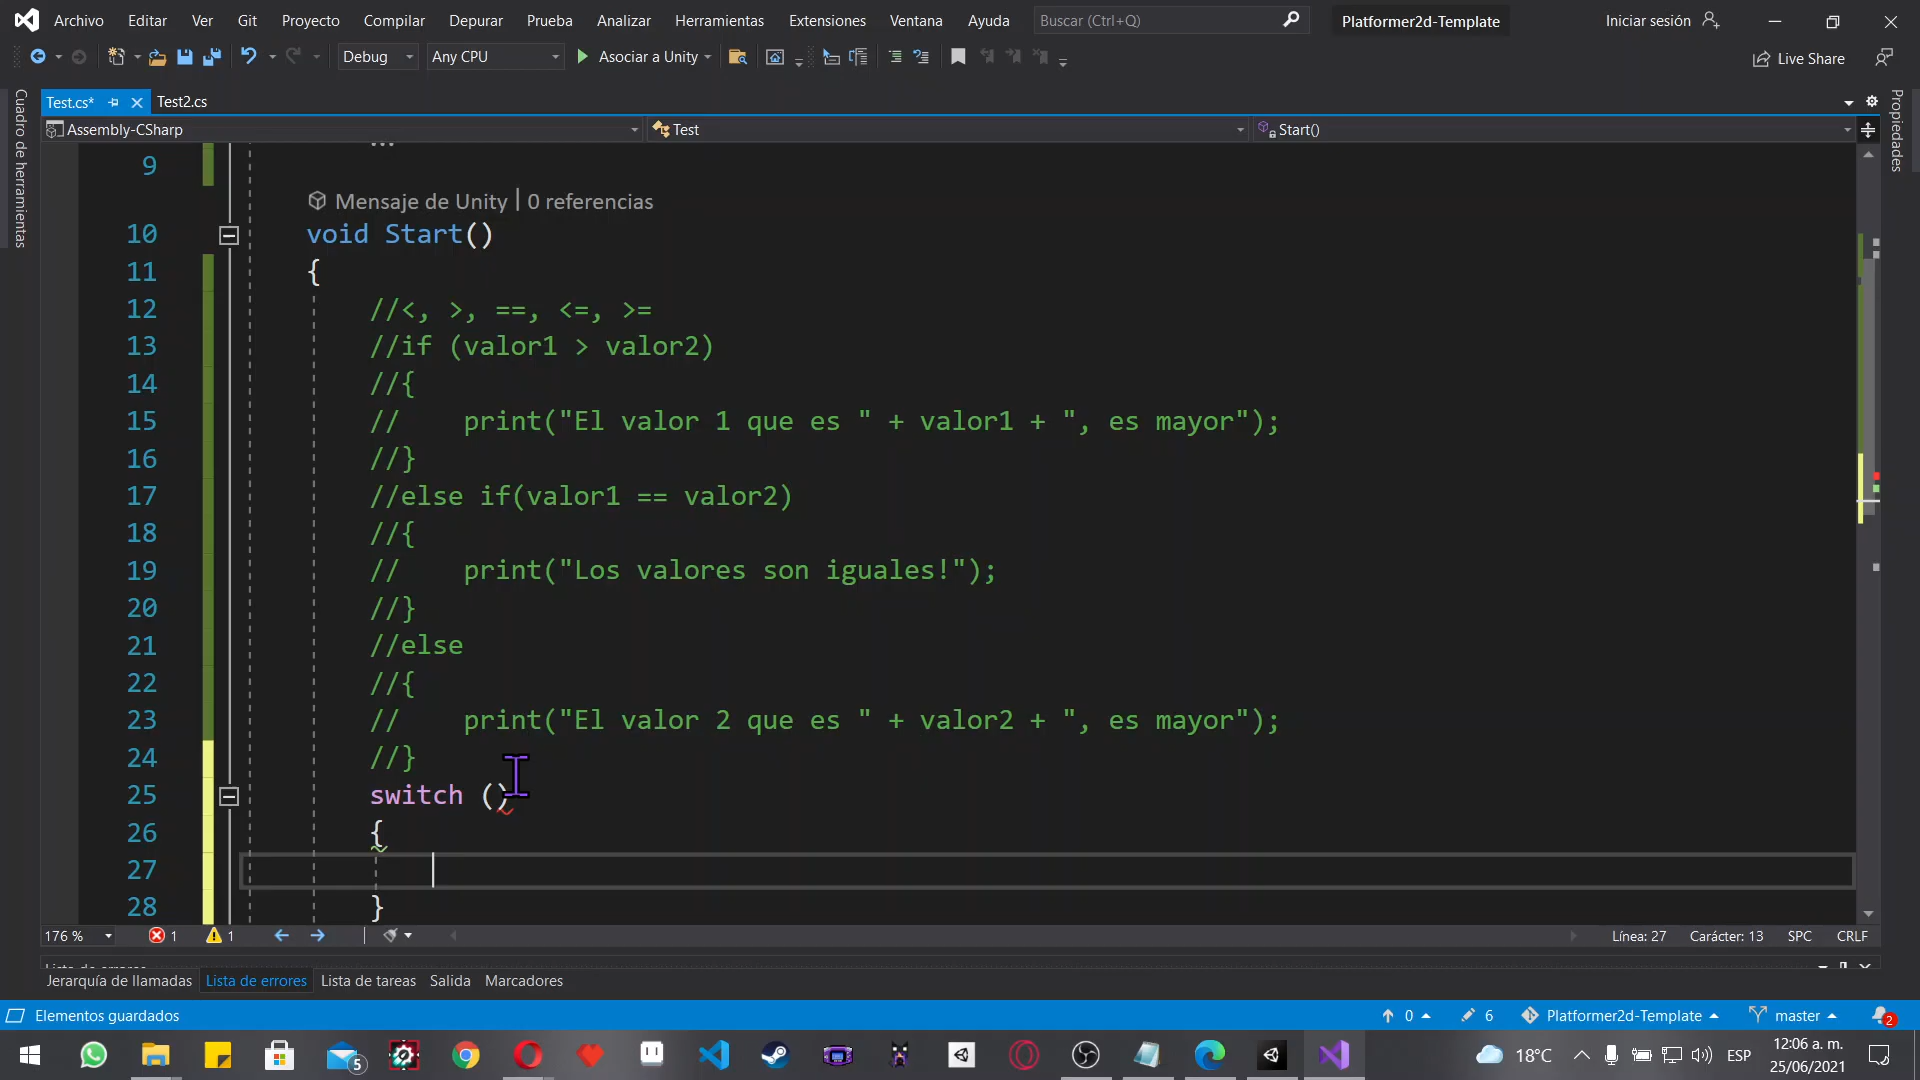 Archivo Editar Ver Git Proyecto Compilar Depurar Prueba Analizar Herramientas Extensiones Ventana Ayuda Buscar (Ctrl+Q) Platformer2d-Template Iniciar sesión
Debug Any CPU Asociar a Unity Live Share
Cuadro de herramientas
Test.cs* Test2.cs
Propiedades
Assembly-CSharp Test Start()
9 ...
Mensaje de Unity | 0 referencias
10 void Start()
11 {
12 //<, >, ==, <=, >=
13 //if (valor1 > valor2)
14 //{
15 //    print("El valor 1 que es " + valor1 + ", es mayor");
16 //}
17 //else if(valor1 == valor2)
18 //{
19 //    print("Los valores son iguales!");
20 //}
21 //else
22 //{
23 //    print("El valor 2 que es " + valor2 + ", es mayor");
24 //}
25 switch ()
26 {
27
28 }
176 % 1 1 Línea: 27 Carácter: 13 SPC CRLF
Lista de errores
Jerarquía de llamadas Lista de errores Lista de tareas Salida Marcadores
Elementos guardados 0 6 Platformer2d-Template master 2
5 18°C ESP 12:06 a. m.
25/06/2021